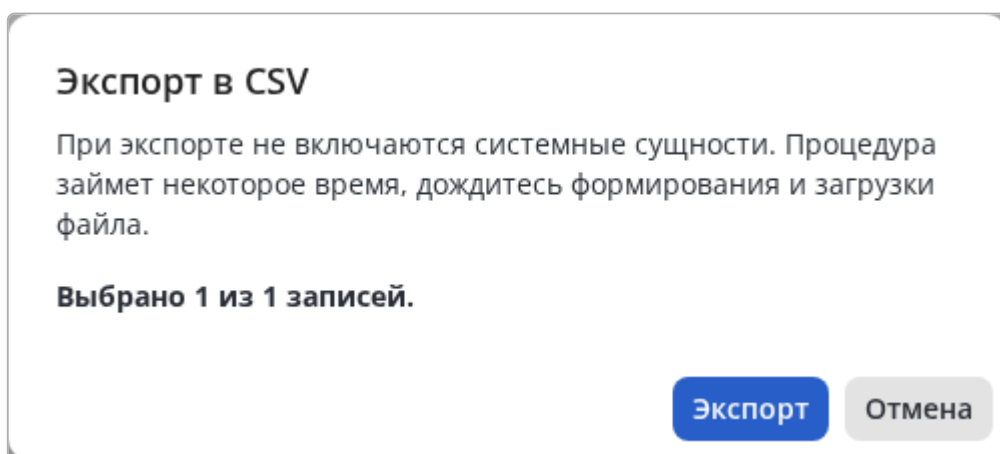 Экспорт в CSV
При экспорте не включаются системные сущности. Процедура
займет некоторое время, дождитесь формирования и загрузки
файла.
Выбрано 1 из 1 записей.
Экспорт Отмена